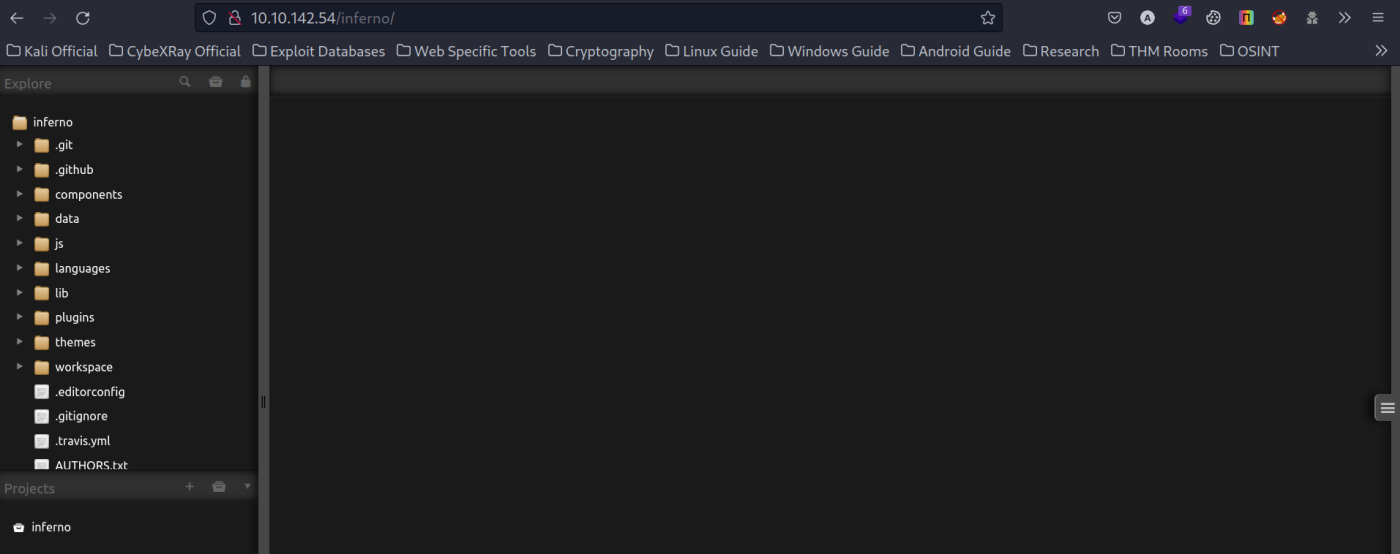 10.10.142.54/inferno/
6
A
Kali Official CybeXRay Official Exploit Databases Web Specific Tools Cryptography Linux Guide Windows Guide Android Guide Research THM Rooms OSINT
Explore
inferno
.git
.github
components
data
js
languages
lib
plugins
themes
workspace
.editorconfig
.gitignore
.travis.yml
AUTHORS.txt
Projects
inferno